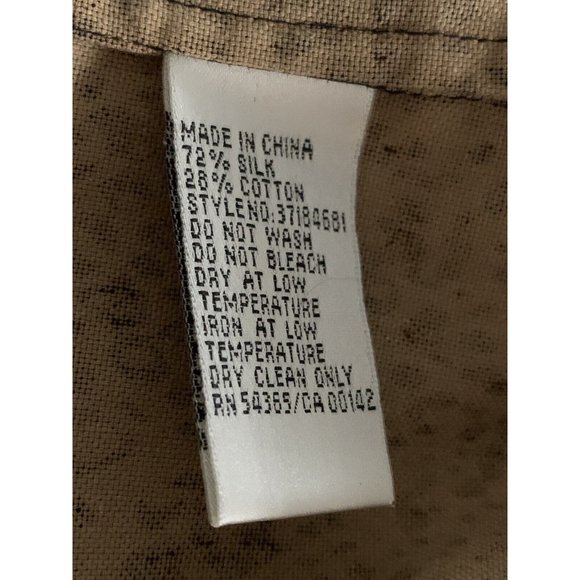 MADE IN CHINA
72% SILK
28% COTTON
STYLENO:37184681
DO NOT WASH
DO NOT BLEACH
DRY AT LOW
TEMPERATURE
IRON AT LOW
TEMPERATURE
DRY CLEAN ONLY
RN 54365/CA 00142